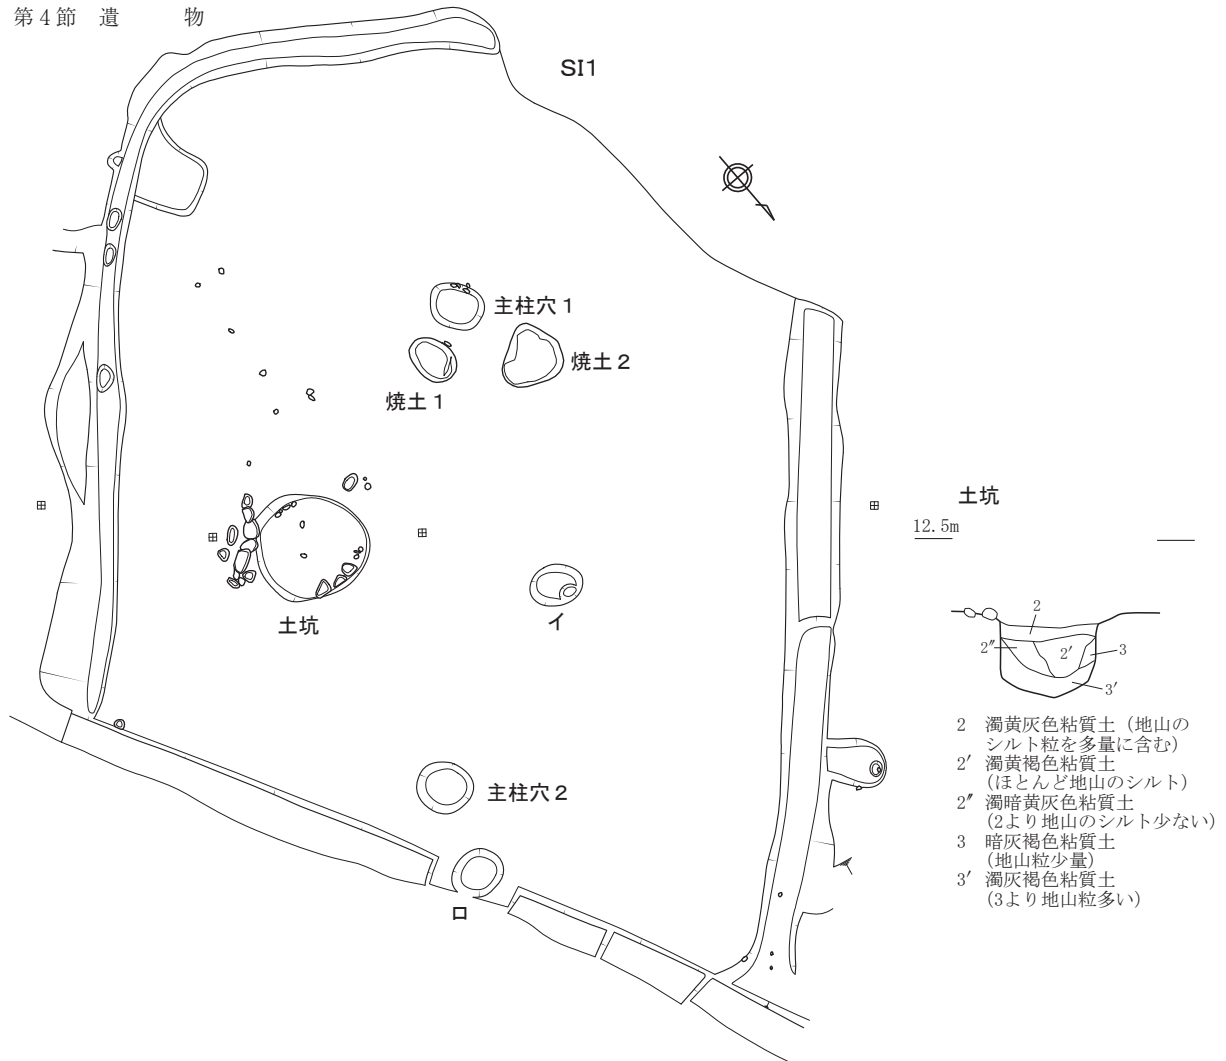 第4節 遺 物
SI1
主柱穴1
焼土2
焼土1
土坑
イ
主柱穴2
ロ
土坑
12.5m
2
2″
2′
3
3′
2 濁黄灰色粘質土（地山の
シルト粒を多量に含む）
2′ 濁黄褐色粘質土
（ほとんど地山のシルト）
2″ 濁暗黄灰色粘質土
（2より地山のシルト少ない）
3 暗灰褐色粘質土
（地山粒少量）
3′ 濁灰褐色粘質土
（3より地山粒多い）